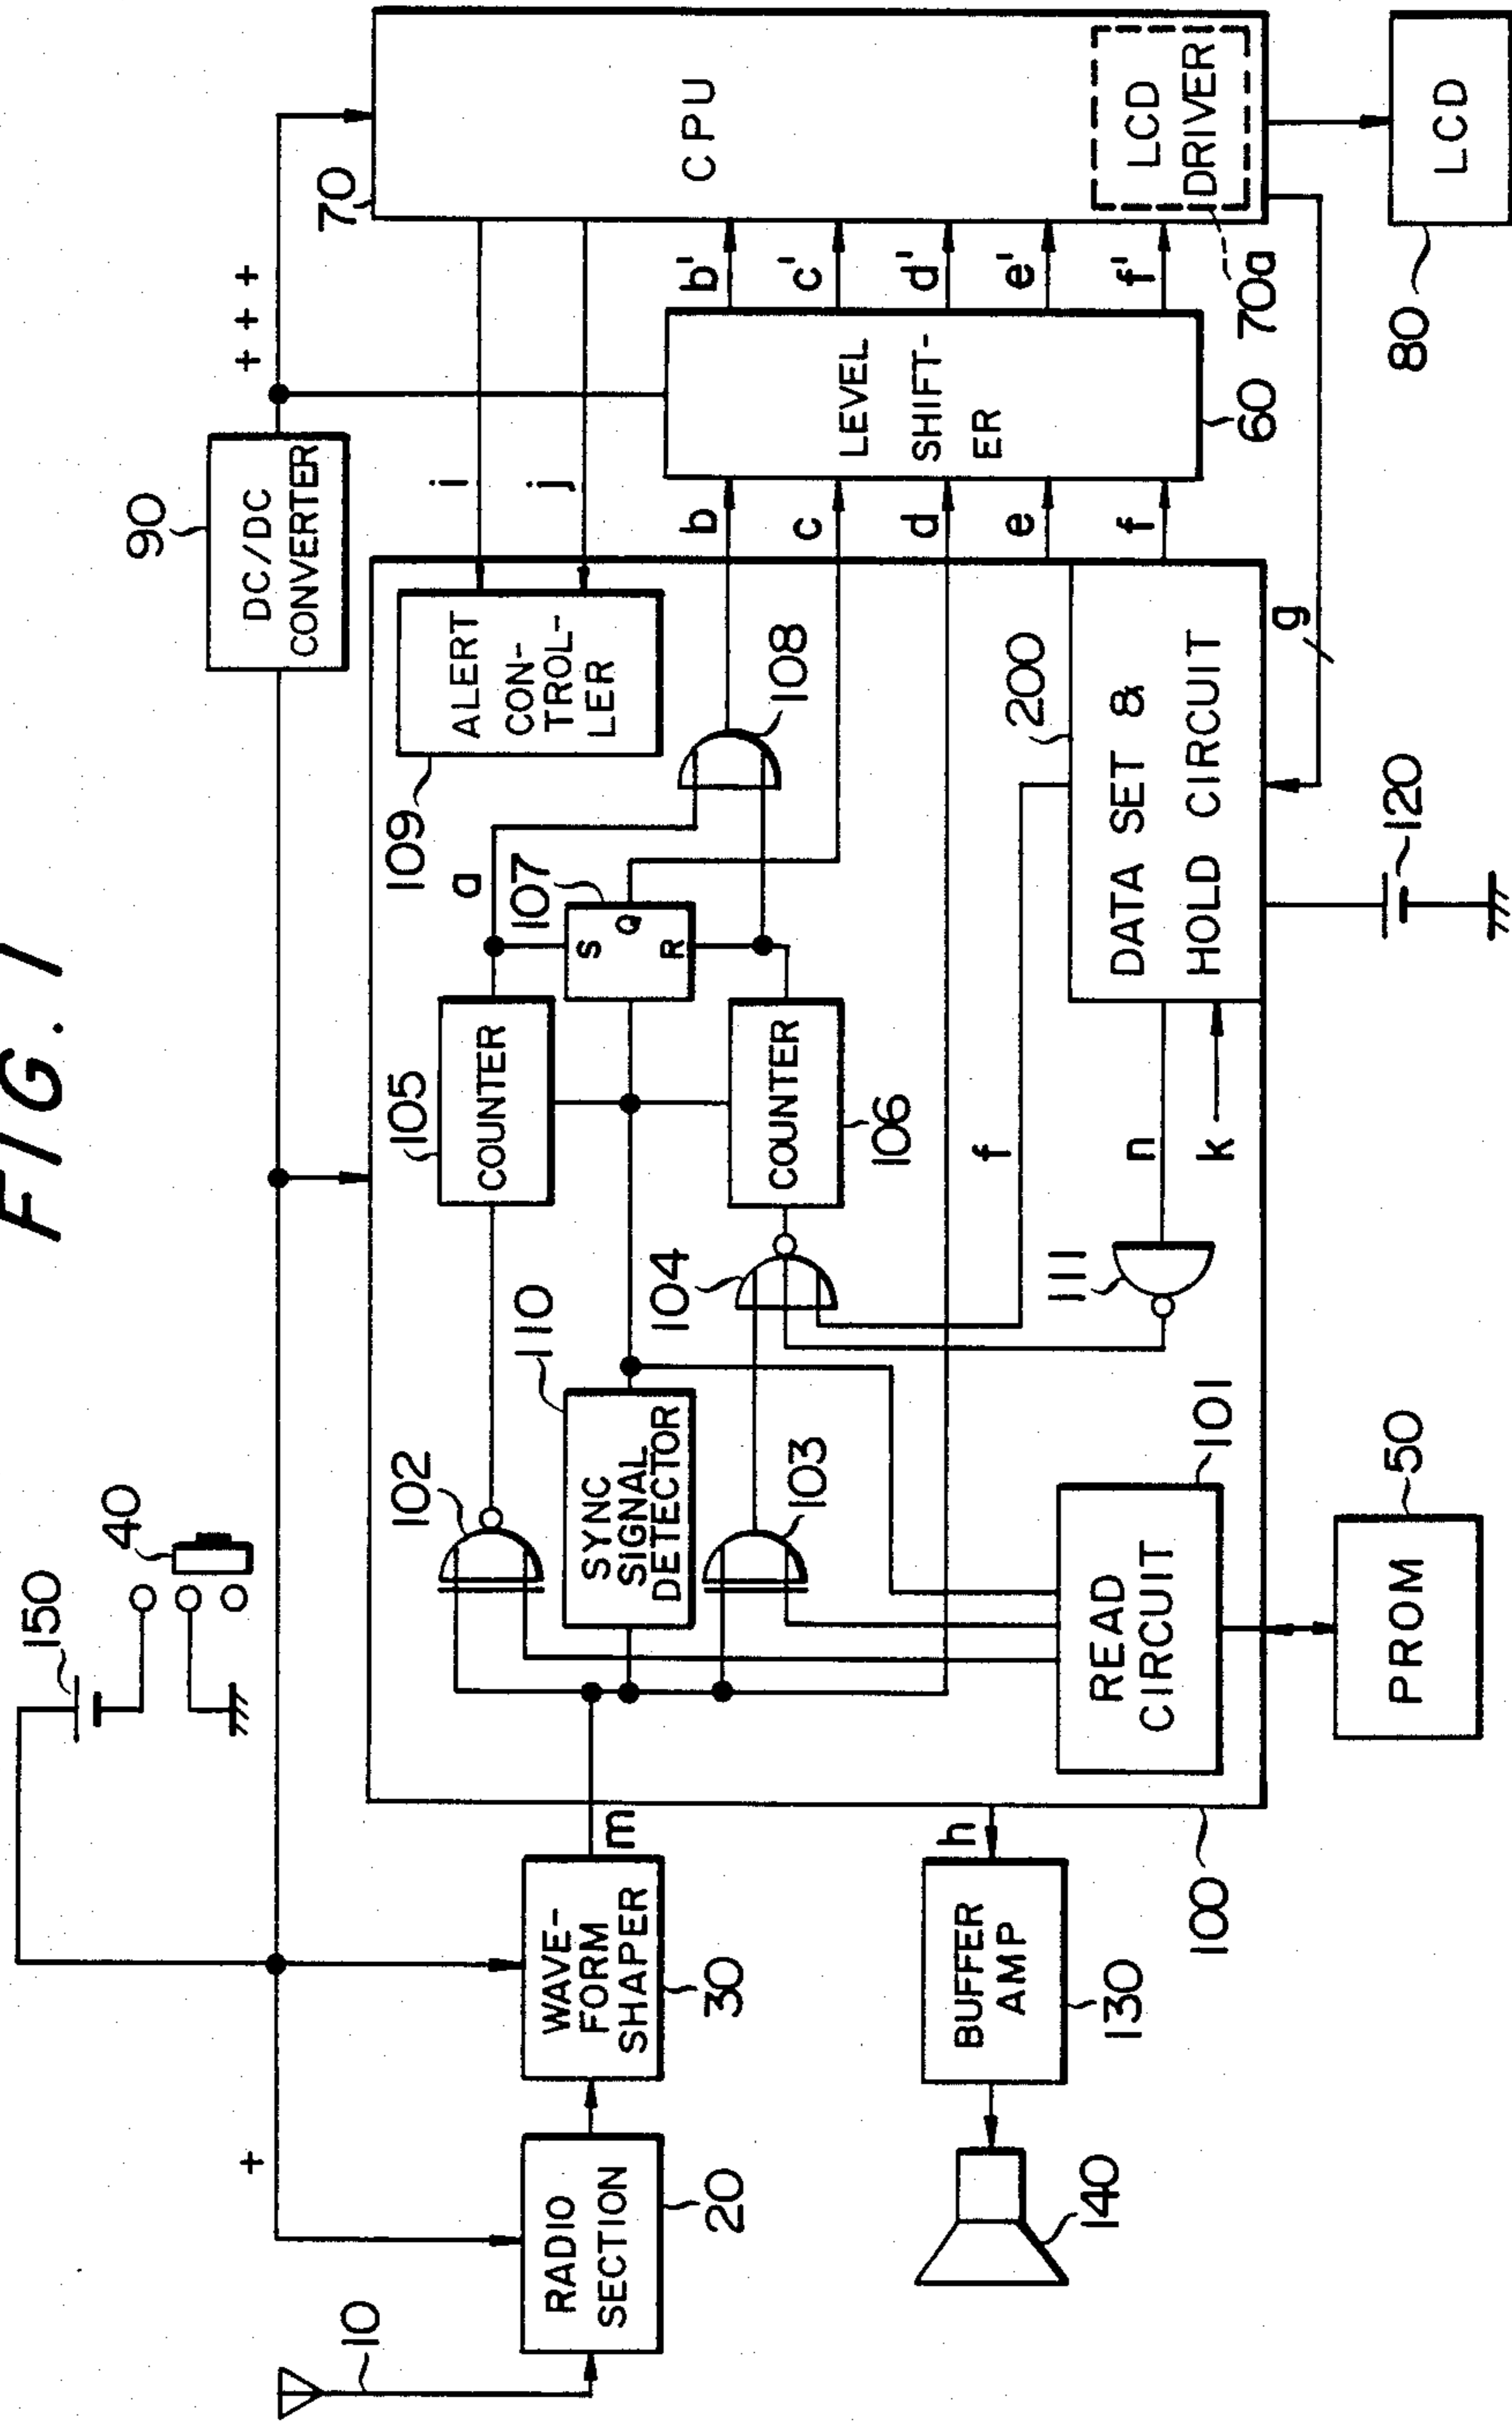 FIG. 1
150
40
+
90
DC/DC
CONVERTER
+ + +
70
CPU
LCD
DRIVER
70a
10
RADIO
SECTION
20
WAVE-
FORM
SHAPER
30
m
102
SYNC
SIGNAL
DETECTOR
110
103
104
105
COUNTER
COUNTER
106
a
107
S
Q
R
108
109
ALERT
CON-
TROL-
LER
i
j
b
c
d
e
f
LEVEL
SHIFT-
ER
60
b'
c'
d'
e'
f'
f
n
k
111
200
DATA SET &
HOLD CIRCUIT
g
READ
CIRCUIT
101
100
h
BUFFER
AMP
130
140
PROM
50
120
LCD
80